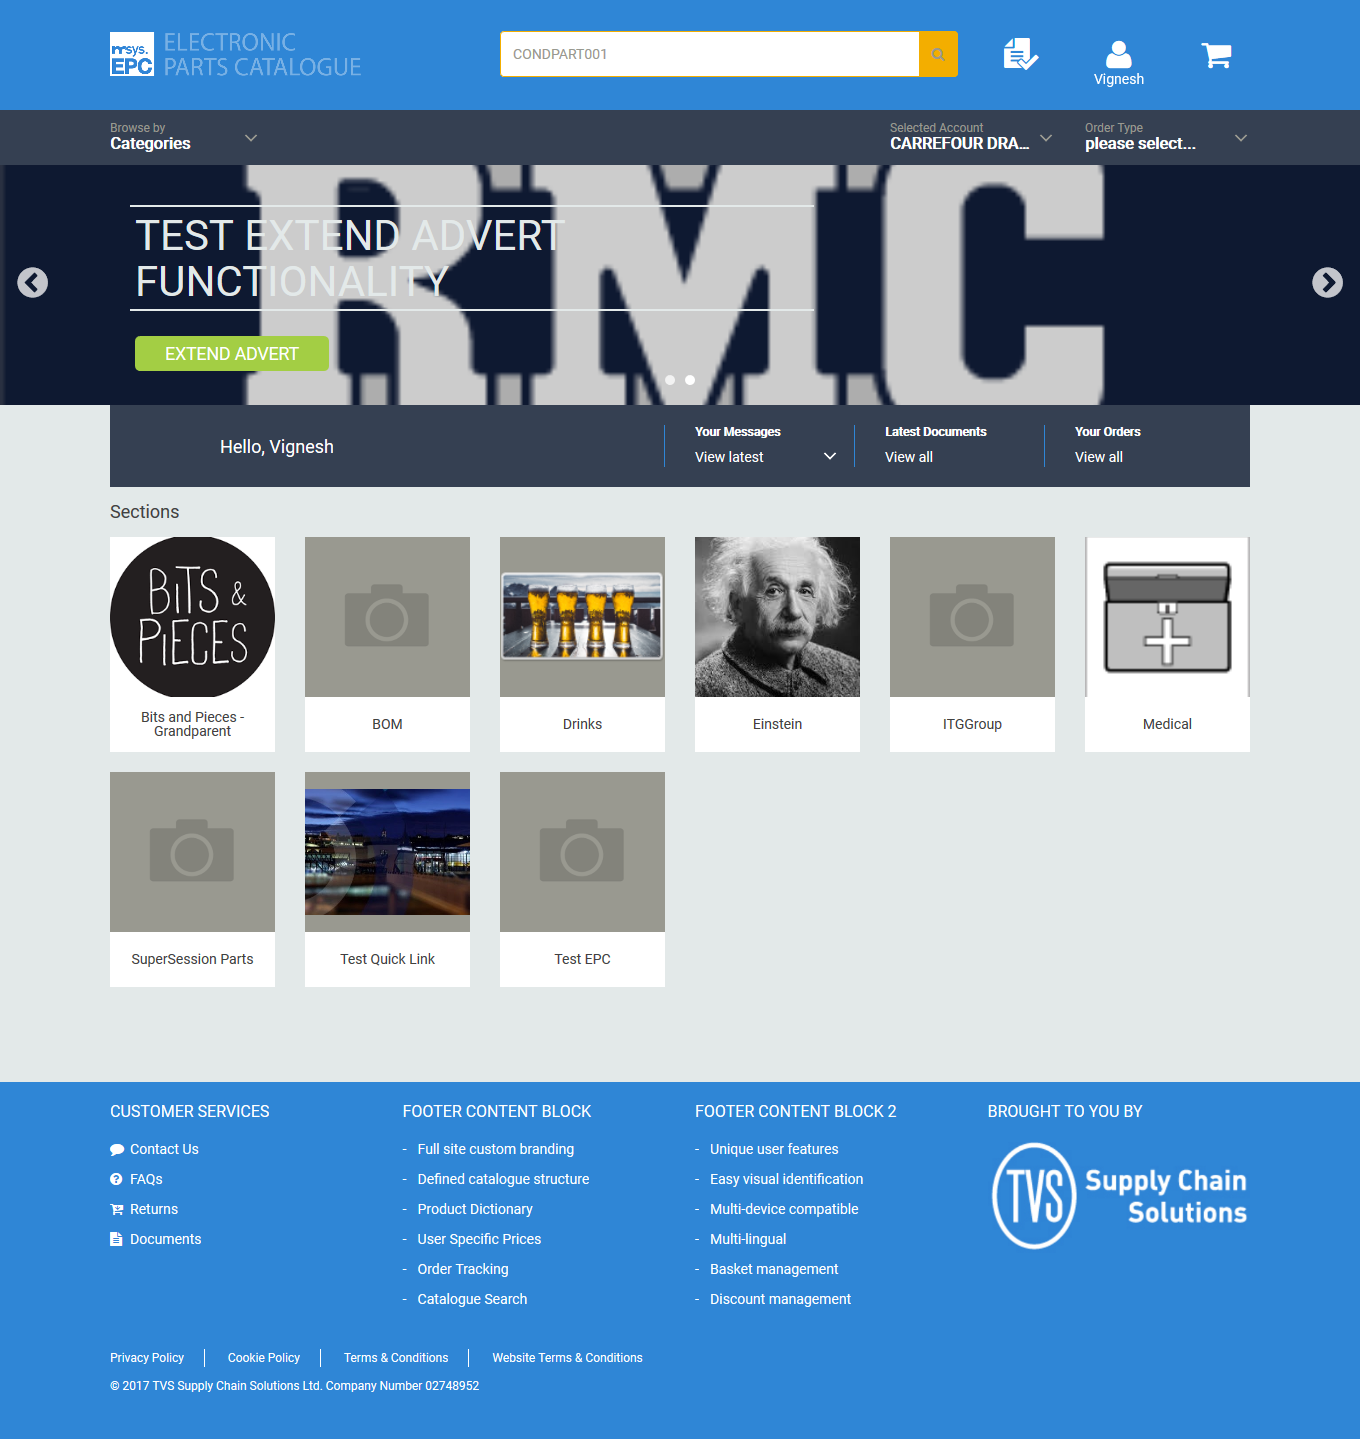 msys.
EPC
ELECTRONIC
PARTS CATALOGUE
CONDPART001
Vignesh
Browse by
Categories
Selected Account
CARREFOUR DRA...
Order Type
please select...
RMC
TEST EXTEND ADVERT
FUNCTIONALITY
EXTEND ADVERT
Hello, Vignesh
Your Messages
View latest
Latest Documents
View all
Your Orders
View all
Sections
BiTS &
PiECES
Bits and Pieces -
Grandparent
BOM
Drinks
Einstein
ITGGroup
Medical
SuperSession Parts
Test Quick Link
Test EPC
CUSTOMER SERVICES
Contact Us
FAQs
Returns
Documents
FOOTER CONTENT BLOCK
- Full site custom branding
- Defined catalogue structure
- Product Dictionary
- User Specific Prices
- Order Tracking
- Catalogue Search
FOOTER CONTENT BLOCK 2
- Unique user features
- Easy visual identification
- Multi-device compatible
- Multi-lingual
- Basket management
- Discount management
BROUGHT TO YOU BY
TVS
Supply Chain
Solutions
Privacy Policy
Cookie Policy
Terms & Conditions
Website Terms & Conditions
© 2017 TVS Supply Chain Solutions Ltd. Company Number 02748952